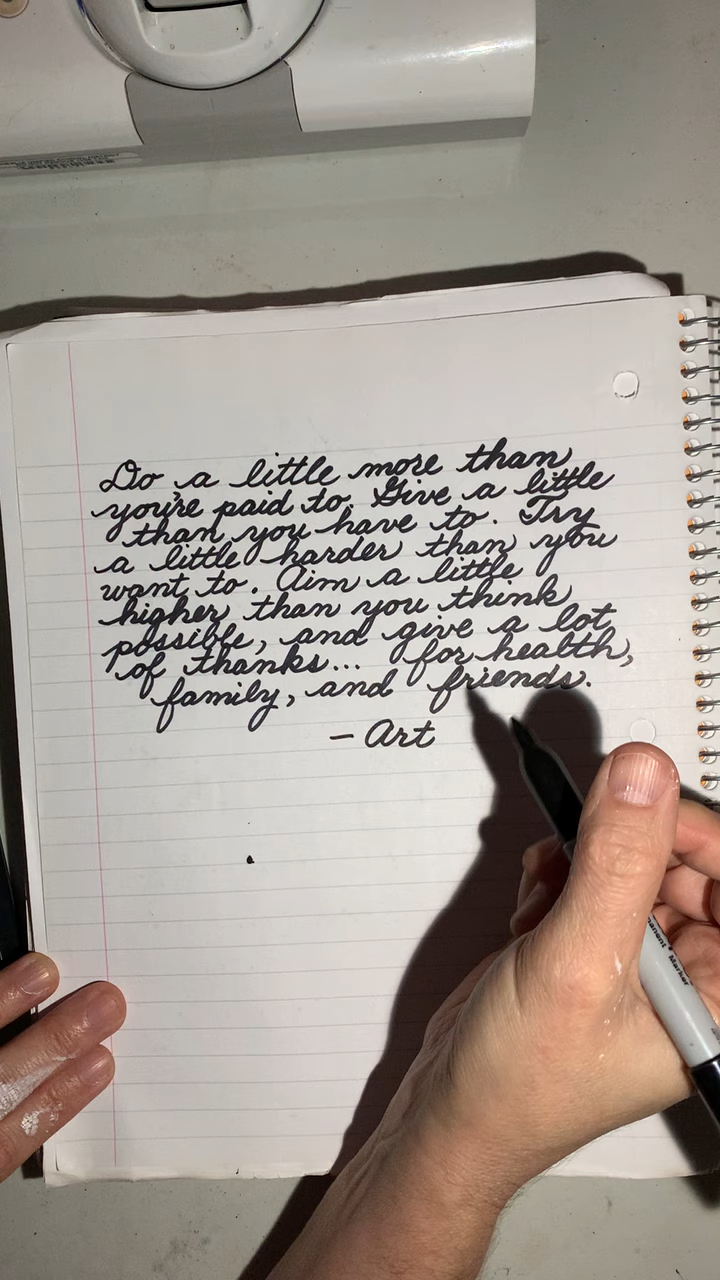 Do a little more than
you're paid to. Give a little
than you have to. Try
a little harder than you
want to. Aim a little
higher than you think
possible, and give a lot
of thanks... for health,
family, and friends.
- Art
Marker